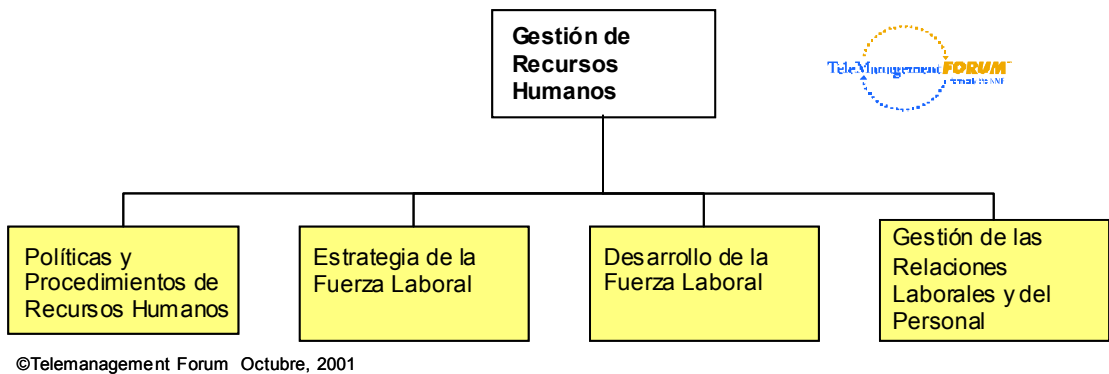 Gestión de
Recursos
Humanos
TeleManagement FORUM
Políticas y
Procedimientos de
Recursos Humanos
Estrategia de la
Fuerza Laboral
Desarrollo de la
Fuerza Laboral
Gestión de las
Relaciones
Laborales y del
Personal
©Telemanagement Forum Octubre, 2001